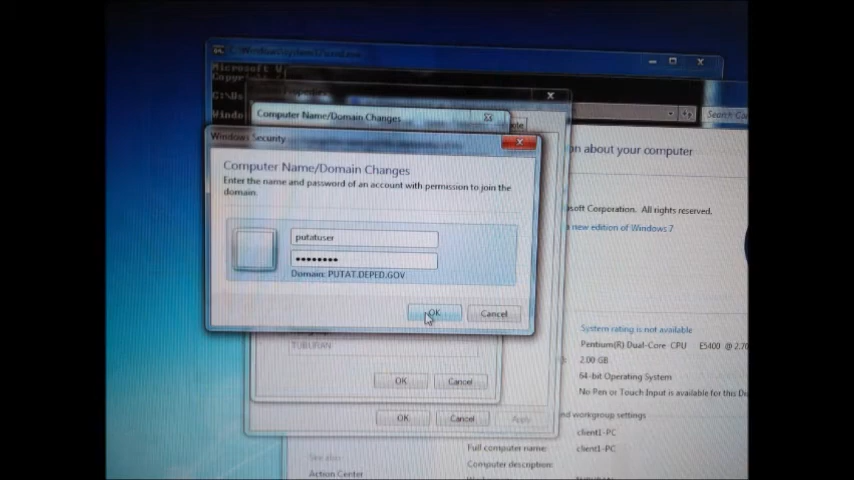 C:\Windows\system32\cmd.exe
Microsoft
Copyright
Computer Name/Domain Changes
Search Co
Windows Security
n about your computer
Computer Name/Domain Changes
Enter the name and password of an account with permission to join the
domain.
soft Corporation. All rights reserved.
new edition of Windows 7
putatuser
••••••••
Domain: PUTAT.DEPED.GOV
OK
Cancel
System rating is not available
Pentium(R) Dual-Core CPU E5400 @ 2.70
2.00 GB
64-bit Operating System
No Pen or Touch Input is available for this Di
OK
Cancel
OK
Cancel
Apply
nd workgroup settings
client1-PC
Full computer name:
client1-PC
Computer description:
See also
Action Center